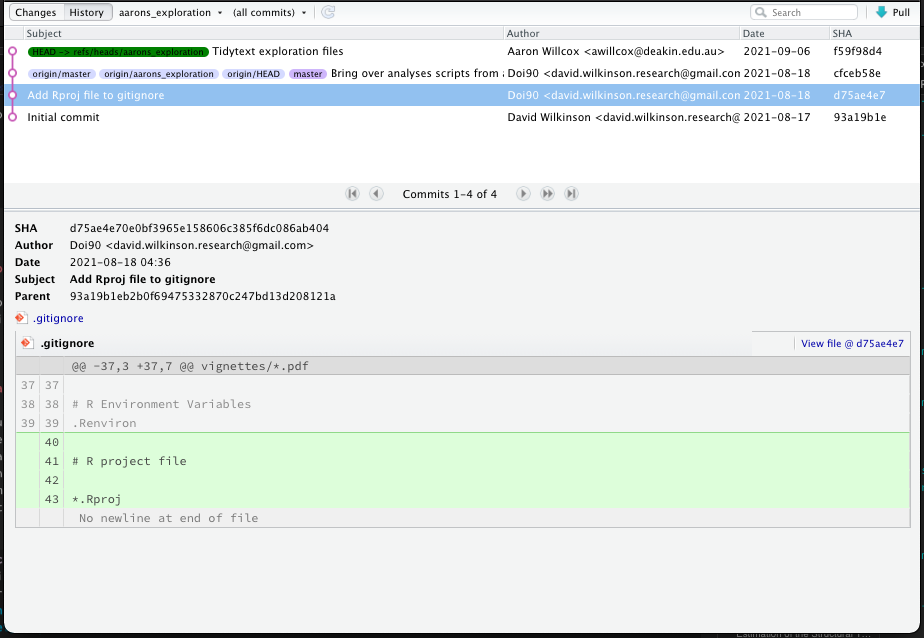 Changes History aarons_exploration (all commits) Search Pull
Subject Author Date SHA
HEAD -> refs/heads/aarons_exploration Tidytext exploration files Aaron Willcox <awillcox@deakin.edu.au> 2021-09-06 f59f98d4
origin/master origin/aarons_exploration origin/HEAD master Bring over analyses scripts from Doi90 <david.wilkinson.research@gmail.con 2021-08-18 cfceb58e
Add Rproj file to gitignore Doi90 <david.wilkinson.research@gmail.con 2021-08-18 d75ae4e7
Initial commit David Wilkinson <david.wilkinson.research@ 2021-08-17 93a19b1e
Commits 1-4 of 4
SHA d75ae4e70e0bf3965e158606c385f6dc086ab404
Author Doi90 <david.wilkinson.research@gmail.com>
Date 2021-08-18 04:36
Subject Add Rproj file to gitignore
Parent 93a19b1eb2b0f69475332870c247bd13d208121a
.gitignore
.gitignore View file @ d75ae4e7
@@ -37,3 +37,7 @@ vignettes/*.pdf
37 37
38 38 # R Environment Variables
39 39 .Renviron
40
41 # R project file
42
43 *.Rproj
No newline at end of file